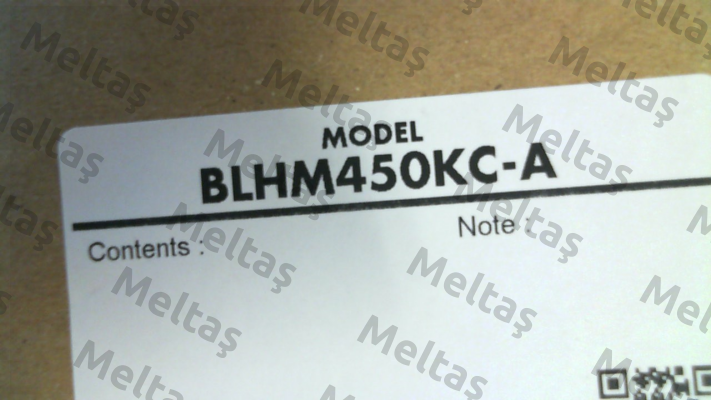 MODEL
BLHM450KC-A
Contents :
Note :
Meltaş